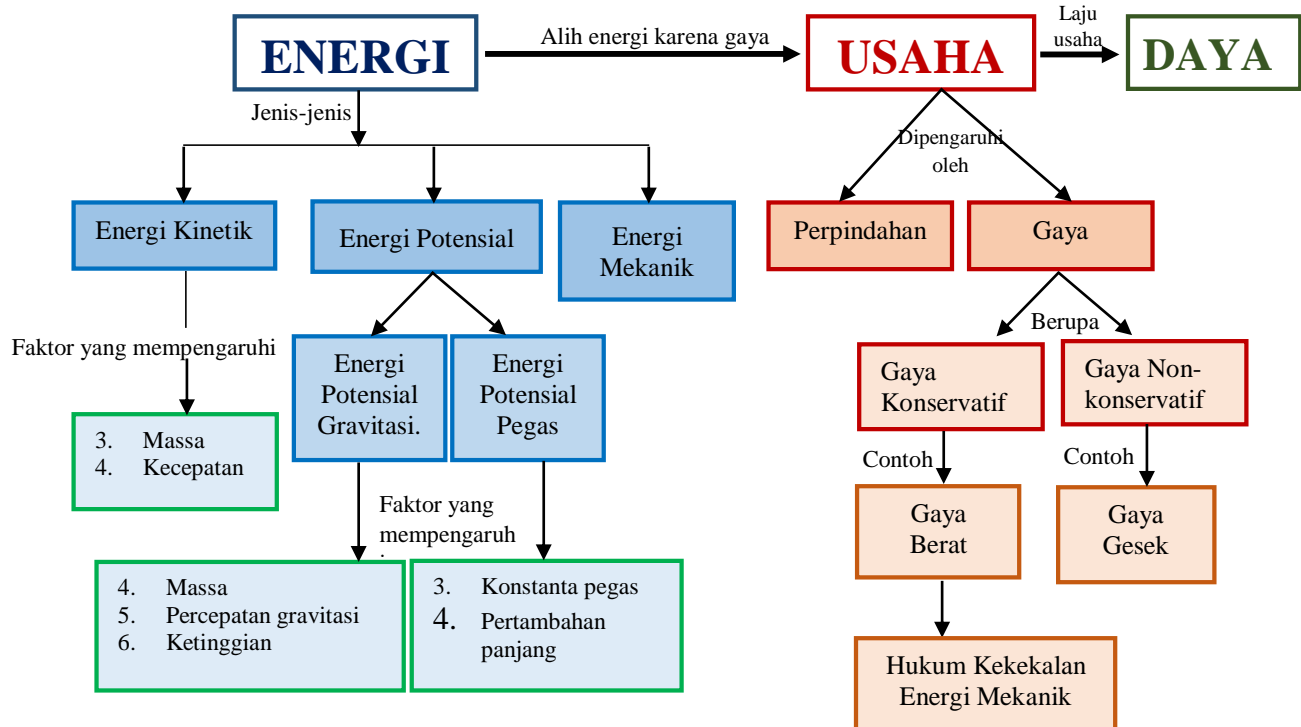 ENERGI
Alih energi karena gaya
USAHA
Laju
usaha
DAYA
Jenis-jenis
Dipengaruhi
oleh
Energi Kinetik
Energi Potensial
Energi
Mekanik
Perpindahan
Gaya
Faktor yang mempengaruhi
Berupa
Energi
Potensial
Gravitasi.
Energi
Potensial
Pegas
Gaya
Konservatif
Gaya Non-
konservatif
3. Massa
4. Kecepatan
Contoh
Contoh
Faktor yang
mempengaruh
Gaya
Berat
Gaya
Gesek
4. Massa
5. Percepatan gravitasi
6. Ketinggian
3. Konstanta pegas
4. Pertambahan
panjang
Hukum Kekekalan
Energi Mekanik